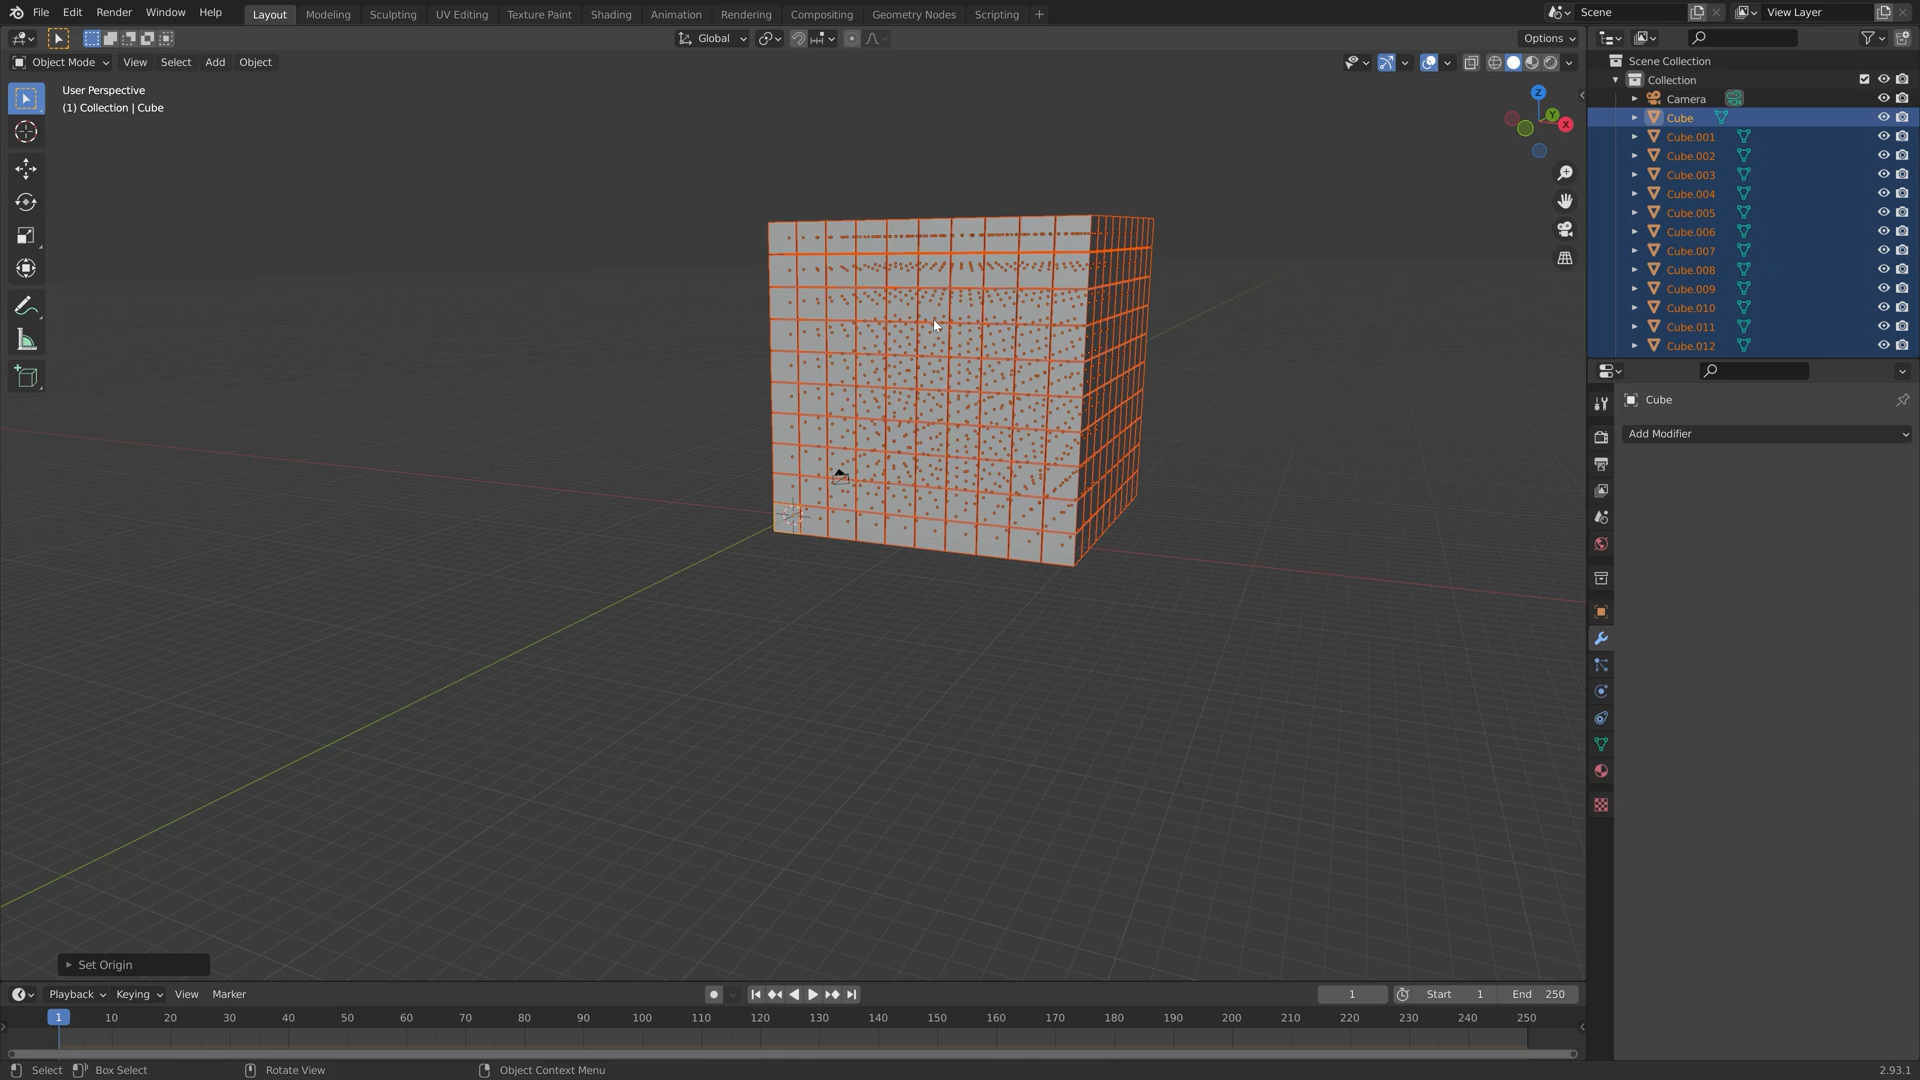 File Edit Render Window Help Layout Modeling Sculpting UV Editing Texture Paint Shading Animation Rendering Compositing Geometry Nodes Scripting + Scene View Layer
Global Options
Object Mode View Select Add Object
User Perspective
(1) Collection | Cube
Z
Y
X
Scene Collection
Collection
Camera
Cube
Cube.001
Cube.002
Cube.003
Cube.004
Cube.005
Cube.006
Cube.007
Cube.008
Cube.009
Cube.010
Cube.011
Cube.012
Cube
Add Modifier
Set Origin
Playback Keying View Marker 1 Start 1 End 250
1 10 20 30 40 50 60 70 80 90 100 110 120 130 140 150 160 170 180 190 200 210 220 230 240 250
Select Box Select Rotate View Object Context Menu 2.93.1